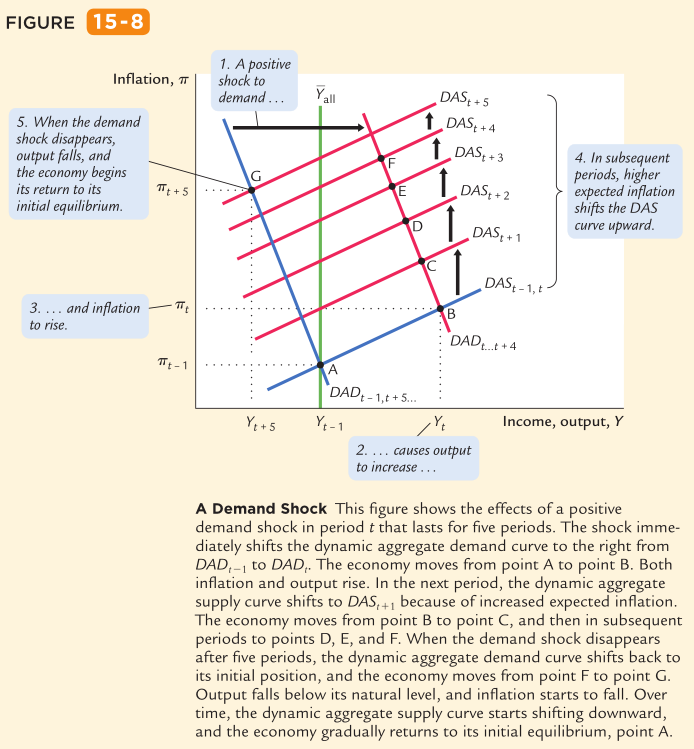 FIGURE 15-8
Inflation, π
1. A positive
shock to
demand . . .
Y̅all
DASt + 5
DASt + 4
DASt + 3
DASt + 2
DASt + 1
DASt – 1, t
5. When the demand
shock disappears,
output falls, and
the economy begins
its return to its
initial equilibrium.
4. In subsequent
periods, higher
expected inflation
shifts the DAS
curve upward.
G
F
E
D
C
B
A
πt + 5
3. . . . and inflation
to rise.
πt
πt – 1
DADt...t + 4
DADt – 1, t + 5...
Yt + 5
Yt – 1
Yt
Income, output, Y
2. . . . causes output
to increase . . .
A Demand Shock This figure shows the effects of a positive
demand shock in period t that lasts for five periods. The shock imme-
diately shifts the dynamic aggregate demand curve to the right from
DADt – 1 to DADt. The economy moves from point A to point B. Both
inflation and output rise. In the next period, the dynamic aggregate
supply curve shifts to DASt + 1 because of increased expected inflation.
The economy moves from point B to point C, and then in subsequent
periods to points D, E, and F. When the demand shock disappears
after five periods, the dynamic aggregate demand curve shifts back to
its initial position, and the economy moves from point F to point G.
Output falls below its natural level, and inflation starts to fall. Over
time, the dynamic aggregate supply curve starts shifting downward,
and the economy gradually returns to its initial equilibrium, point A.